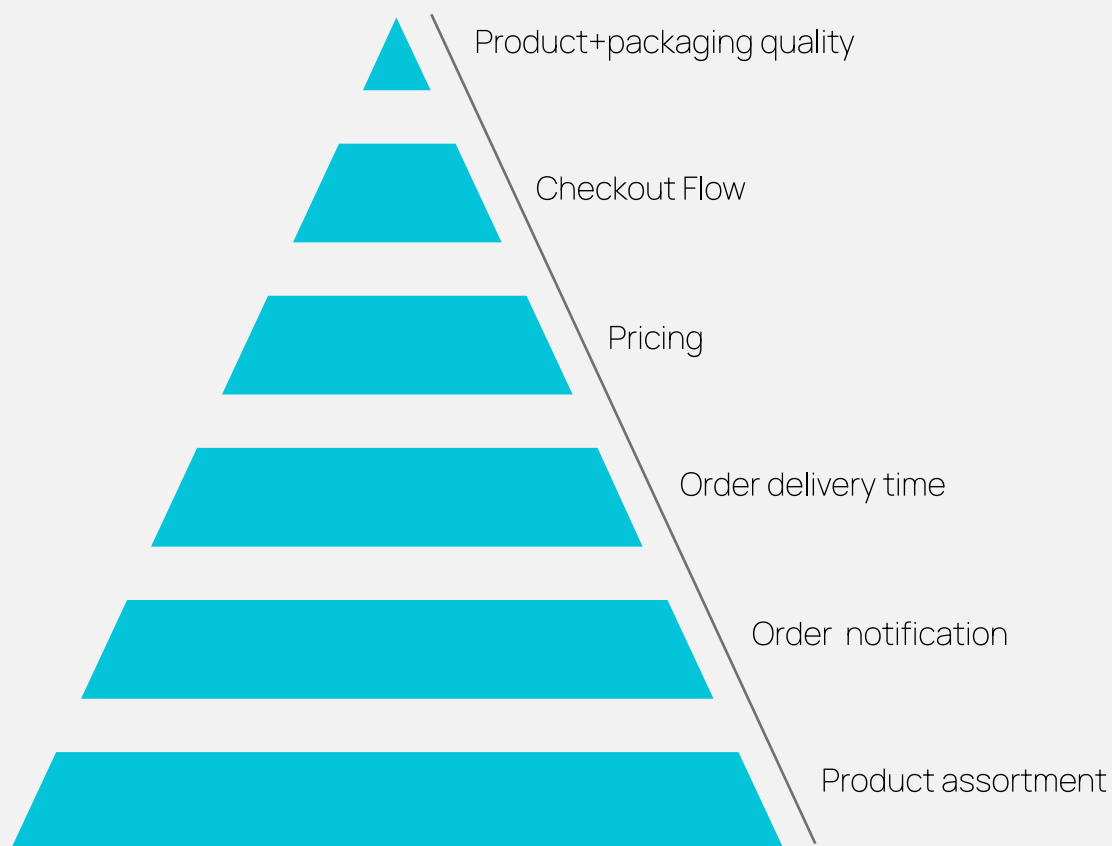 Product+packaging quality
Checkout Flow
Pricing
Order delivery time
Order  notification
Product assortment